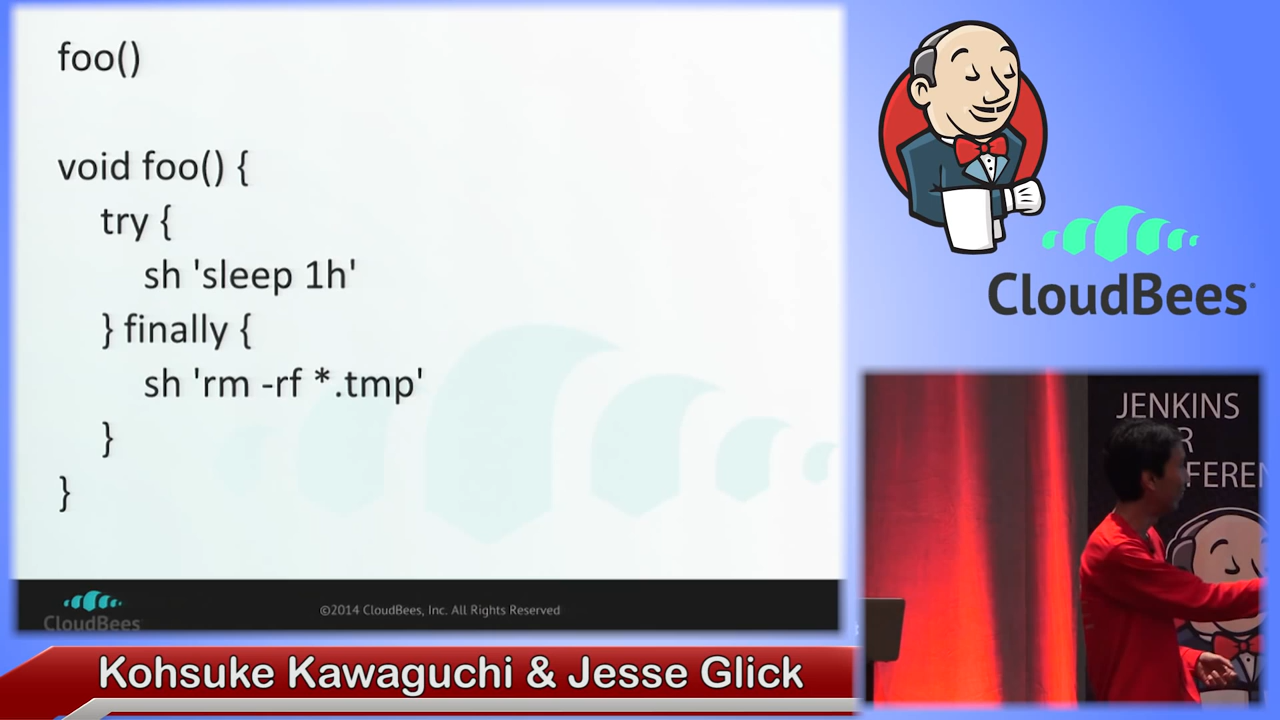 foo()
void foo() {
try {
sh 'sleep 1h'
} finally {
sh 'rm -rf *.tmp'
}
}
CloudBees
©2014 CloudBees, Inc. All Rights Reserved
Kohsuke Kawaguchi & Jesse Glick
CloudBees
JENKINS